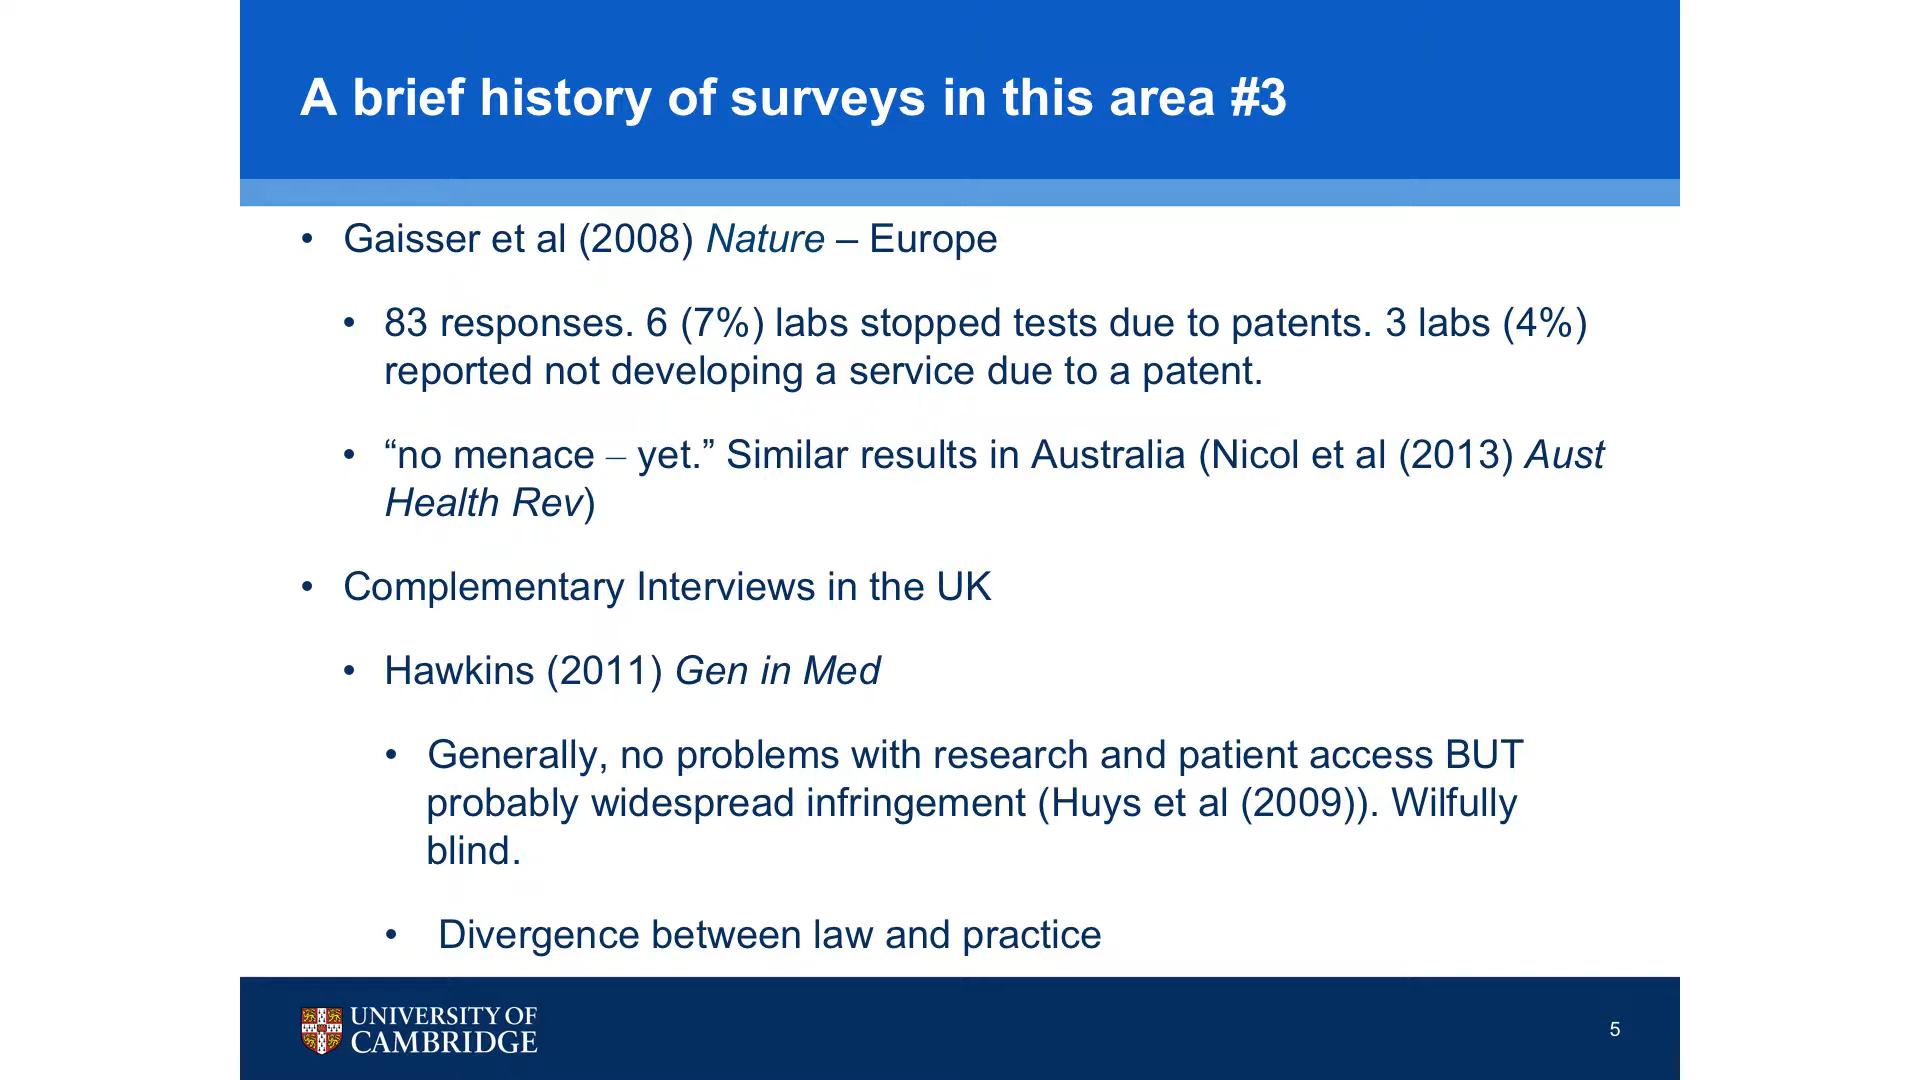 A brief history of surveys in this area #3
• Gaisser et al (2008) Nature – Europe
• 83 responses. 6 (7%) labs stopped tests due to patents. 3 labs (4%)
reported not developing a service due to a patent.
• “no menace – yet.” Similar results in Australia (Nicol et al (2013) Aust
Health Rev)
• Complementary Interviews in the UK
• Hawkins (2011) Gen in Med
• Generally, no problems with research and patient access BUT
probably widespread infringement (Huys et al (2009)). Wilfully
blind.
• Divergence between law and practice
UNIVERSITY OF
CAMBRIDGE
5